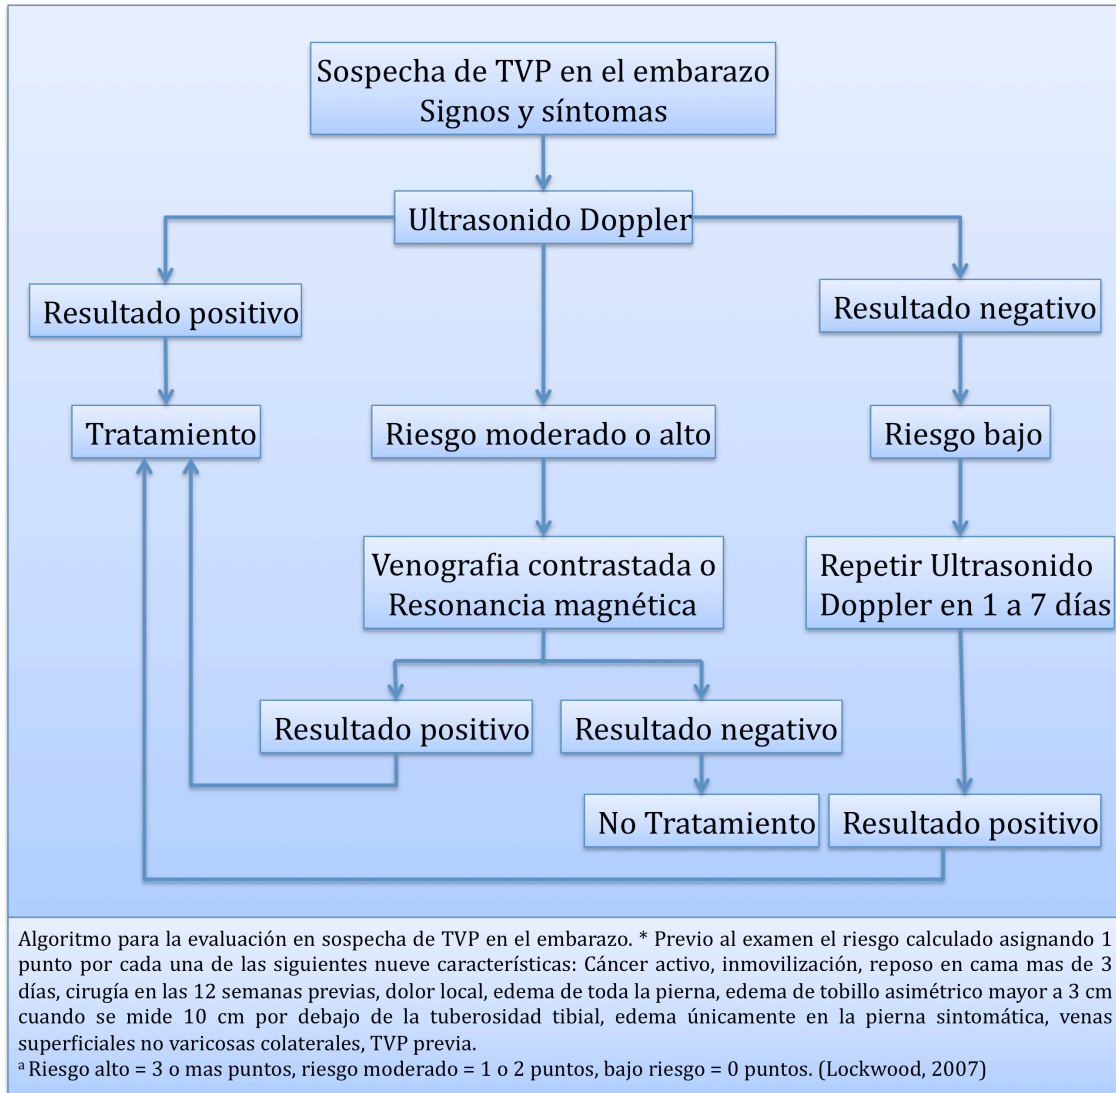 Sospecha de TVP en el embarazo
Signos y síntomas
Ultrasonido Doppler
Resultado positivo
Resultado negativo
Tratamiento
Riesgo moderado o alto
Riesgo bajo
Venografia contrastada o
Resonancia magnética
Repetir Ultrasonido
Doppler en 1 a 7 días
Resultado positivo
Resultado negativo
No Tratamiento
Resultado positivo
Algoritmo para la evaluación en sospecha de TVP en el embarazo. * Previo al examen el riesgo calculado asignando 1
punto por cada una de las siguientes nueve características: Cáncer activo, inmovilización, reposo en cama mas de 3
días, cirugía en las 12 semanas previas, dolor local, edema de toda la pierna, edema de tobillo asimétrico mayor a 3 cm
cuando se mide 10 cm por debajo de la tuberosidad tibial, edema únicamente en la pierna sintomática, venas
superficiales no varicosas colaterales, TVP previa.
a Riesgo alto = 3 o mas puntos, riesgo moderado = 1 o 2 puntos, bajo riesgo = 0 puntos. (Lockwood, 2007)